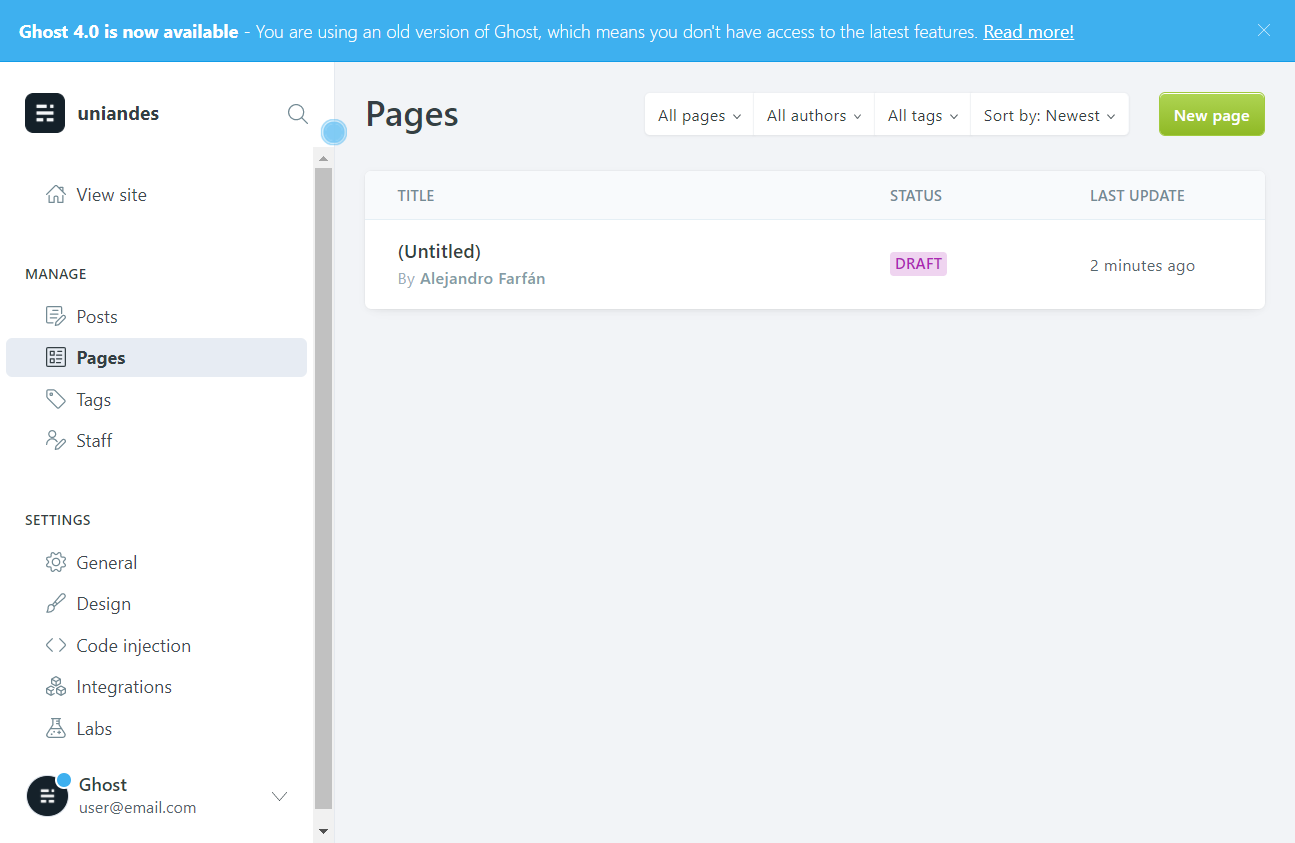 Ghost 4.0 is now available - You are using an old version of Ghost, which means you don't have access to the latest features. Read more!
uniandes
View site
MANAGE
Posts
Pages
Tags
Staff
SETTINGS
General
Design
Code injection
Integrations
Labs
Ghost
user@email.com
Pages
All pages
All authors
All tags
Sort by: Newest
New page
TITLE STATUS LAST UPDATE
(Untitled)
By Alejandro Farfán
DRAFT
2 minutes ago